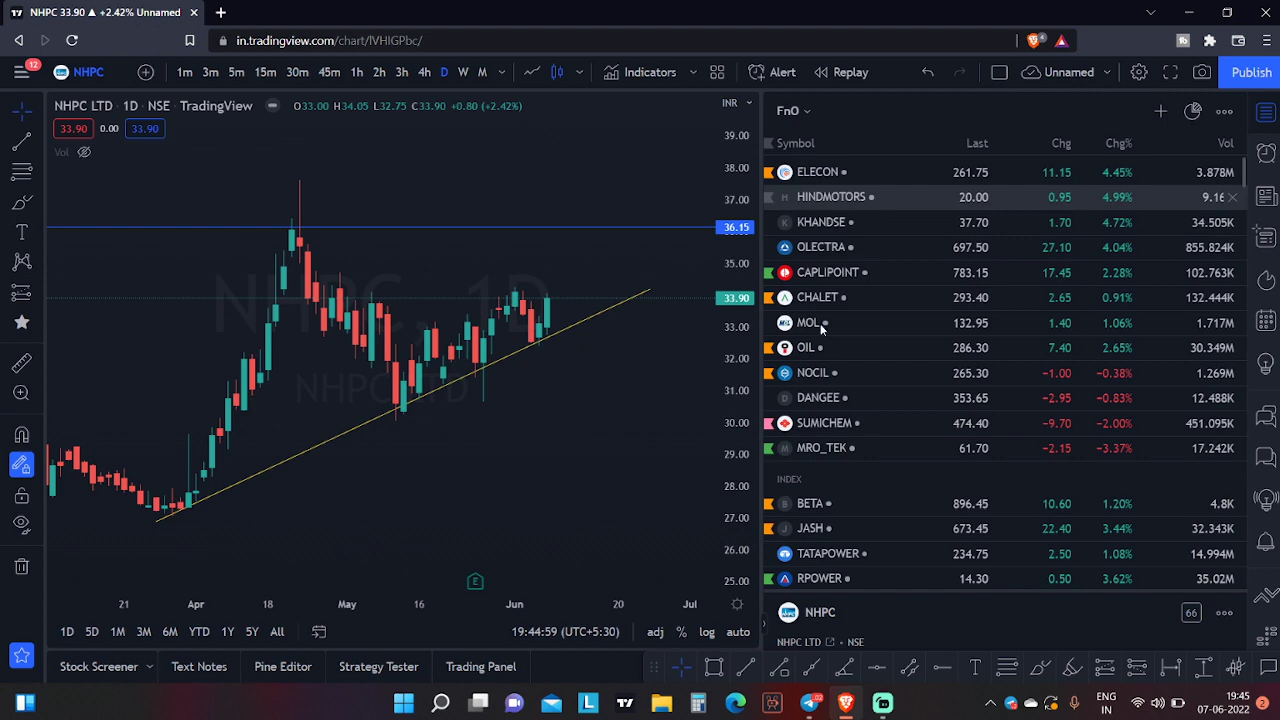 NHPC 33.90 ▲ +2.42% Unnamed
in.tradingview.com/chart/lVHIGPbc/
4
12
NHPC 1m 3m 5m 15m 30m 45m 1h 2h 3h 4h D W M Indicators Alert Replay Unnamed Publish
NHPC LTD · 1D · NSE TradingView O33.00 H34.05 L32.75 C33.90 +0.80 (+2.42%) INR
33.90 0.00 33.90
Vol
NHPC, 1D
NHPC LTD
39.00
38.00
37.00
36.15
35.00
33.90
33.00
32.00
31.00
30.00
29.00
28.00
27.00
26.00
25.00
E
21 Apr 18 May 16 Jun 20 Jul
1D 5D 1M 3M 6M YTD 1Y 5Y All 19:44:59 (UTC+5:30) adj % log auto
FnO
Symbol Last Chg Chg% Vol
ELECON 261.75 11.15 4.45% 3.878M
H HINDMOTORS 20.00 0.95 4.99%
K KHANDSE 37.70 1.70 4.72% 34.505K
OLECTRA 697.50 27.10 4.04% 855.824K
CAPLIPOINT 783.15 17.45 2.28% 102.763K
CHALET 293.40 2.65 0.91% 132.444K
MOL 132.95 1.40 1.06% 1.717M
OIL 286.30 7.40 2.65% 30.349M
NOCIL 265.30 −1.00 −0.38% 1.269M
D DANGEE 353.65 −2.95 −0.83% 12.488K
SUMICHEM 474.40 −9.70 −2.00% 451.095K
M MRO_TEK 61.70 −2.15 −3.37% 17.242K
INDEX
B BETA 896.45 10.60 1.20% 4.8K
J JASH 673.45 22.40 3.44% 32.343K
TATAPOWER 234.75 2.50 1.08% 14.994M
RPOWER 14.30 0.50 3.62% 35.02M
NHPC 66
NHPC LTD · NSE
Stock Screener Text Notes Pine Editor Strategy Tester Trading Panel
ENG
IN
19:45
07-06-2022
2